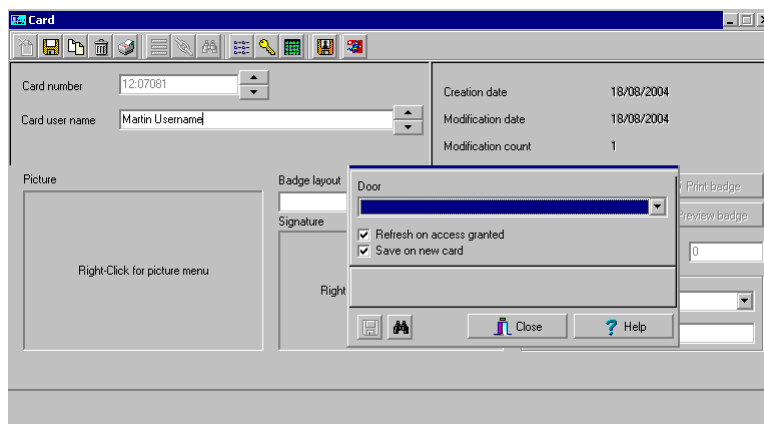 Card
Card number
12:07081
Card user name
Martin Username
Creation date
18/08/2004
Modification date
18/08/2004
Modification count
1
Picture
Right-Click for picture menu
Badge layout
Signature
Right
Door
Refresh on access granted
Save on new card
Close
Help
Print badge
Preview badge
0